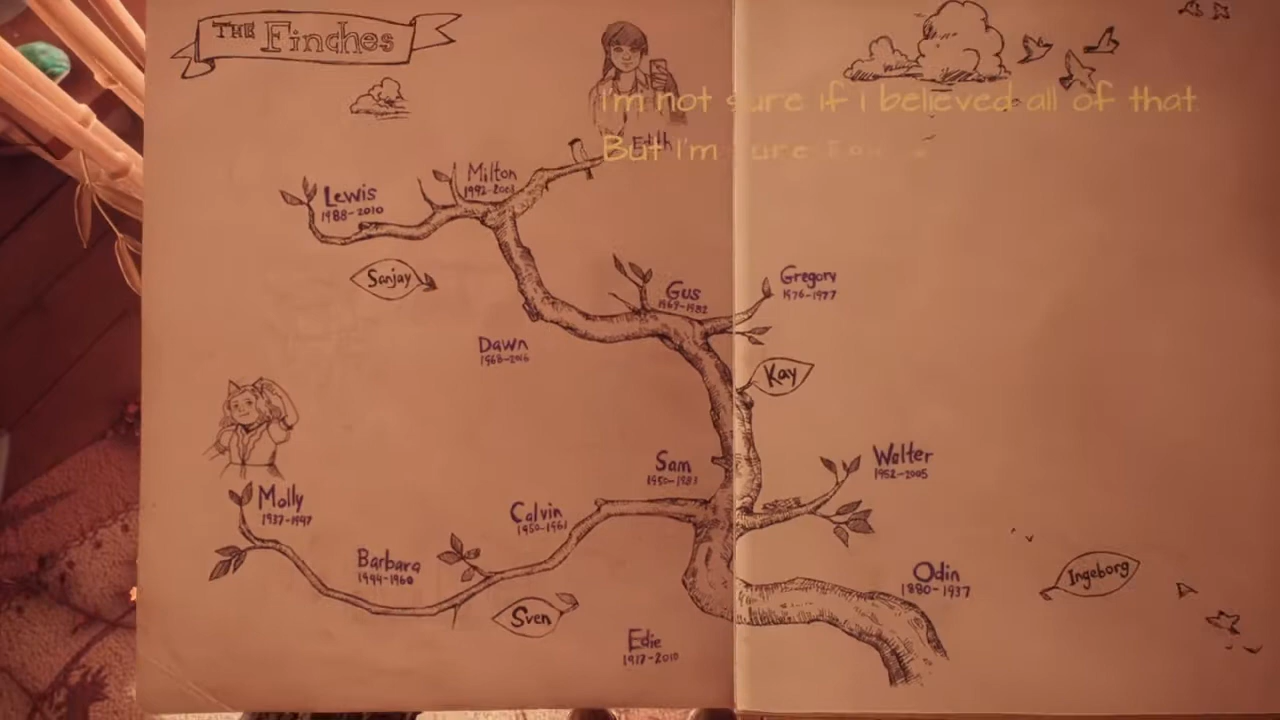 THE Finches
I'm not sure if I believed all of that
But I'm sure
Edith
Milton
1992-2003
Lewis
1988-2010
Sanjay
Gus
1969-1982
Gregory
1976-1977
Dawn
1968-2016
Kay
Sam
1950-1983
Walter
1952-2005
Molly
1937-1947
Calvin
1950-1961
Barbara
1944-1960
Sven
Odin
1880-1937
Ingeborg
Edie
1917-2010